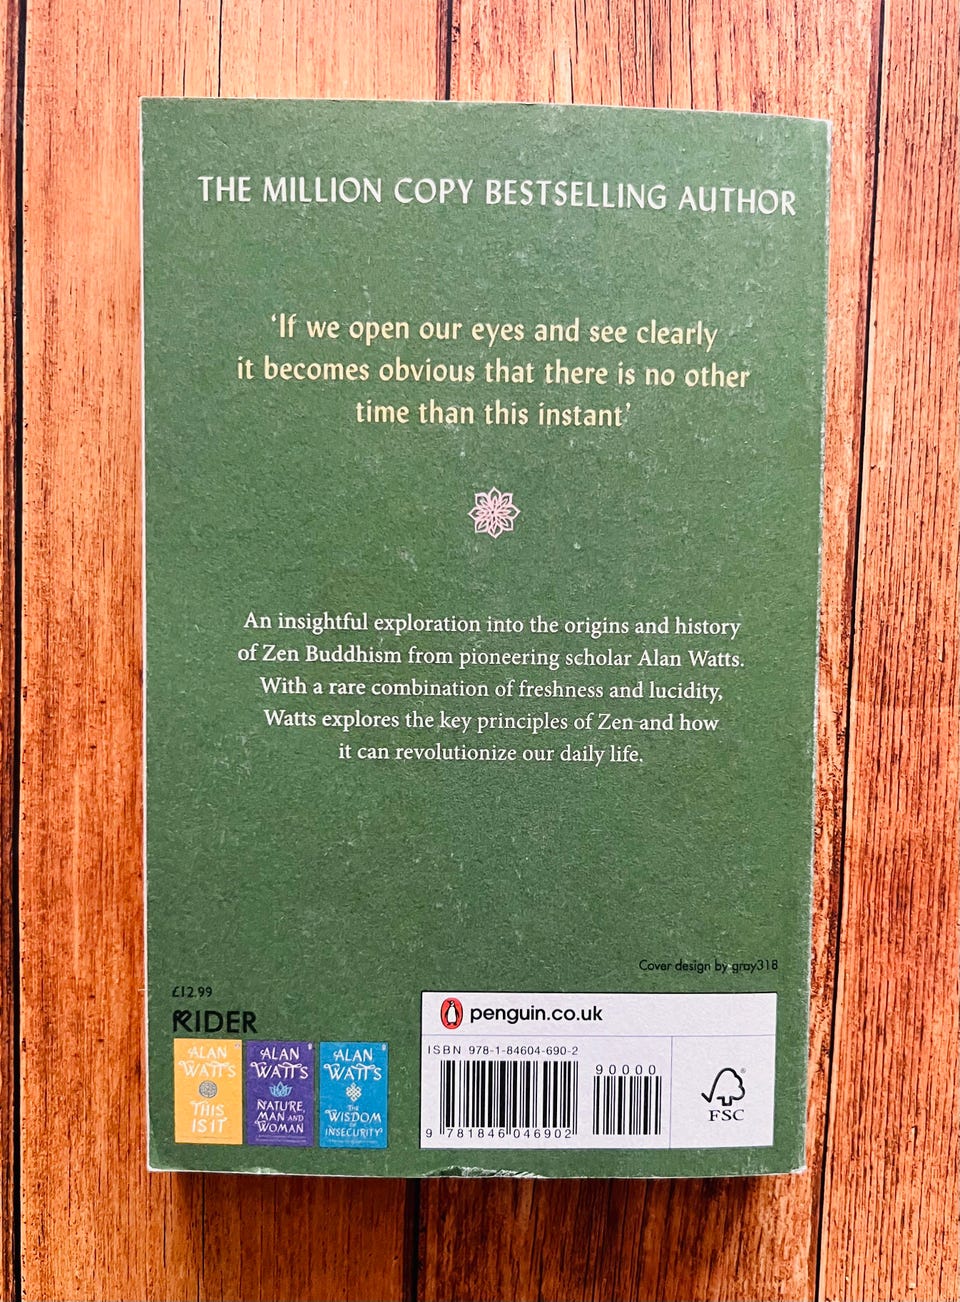 THE MILLION COPY BESTSELLING AUTHOR
‘If we open our eyes and see clearly
it becomes obvious that there is no other
time than this instant’
An insightful exploration into the origins and history
of Zen Buddhism from pioneering scholar Alan Watts.
With a rare combination of freshness and lucidity,
Watts explores the key principles of Zen and how
it can revolutionize our daily life.
Cover design by gray318
£12.99
RIDER
ALAN
WATTS
THIS
IS IT
ALAN
WATTS
NATURE,
MAN AND
WOMAN
ALAN
WATTS
THE
WISDOM
OF
INSECURITY
penguin.co.uk
ISBN 978-1-84604-690-2
90000
9 781846 046902
®
FSC